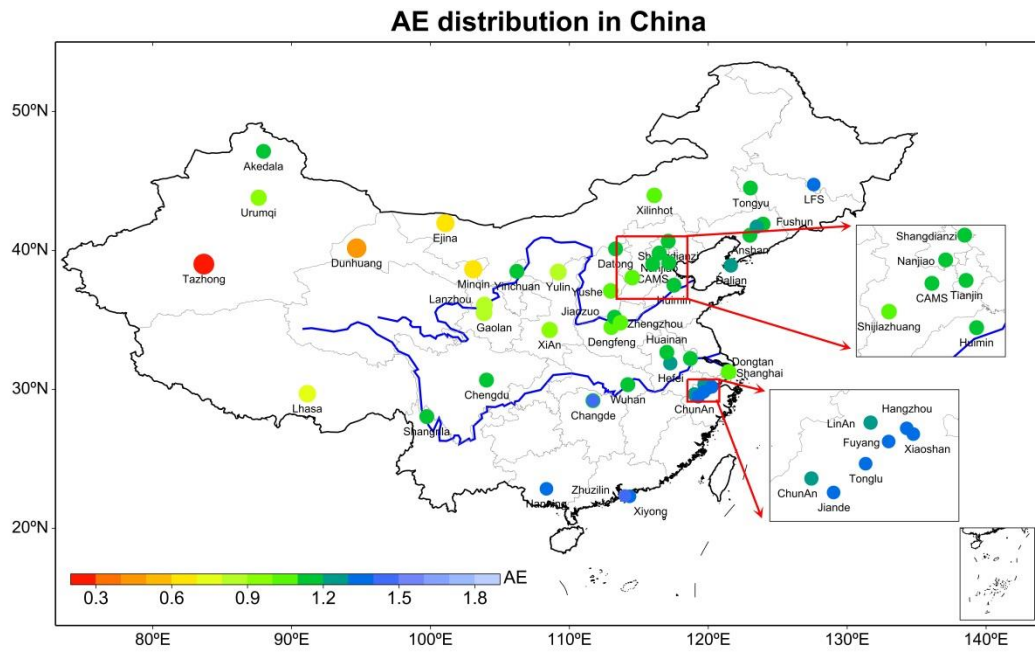 AE distribution in China
50ºN
40ºN
30ºN
20ºN
Akedala
Urumqi
Tazhong
Dunhuang
Ejina
Minqin
Yinchuan
Yulin
Lanzhou
Gaolan
XiAn
Lhasa
Chengdu
Shangrila
Xilinhot
Tongyu
LFS
Fushun
Anshan
Dalian
Datong
Shangdianzi
Nanjiao
CAMS
Yushe
Huimin
Jiaozuo
Zhengzhou
Dengfeng
Huainan
Hefei
Dongtan
Shanghai
Wuhan
Changde
ChunAn
Nanning
Zhuzilin
Xiyong
Shangdianzi
Nanjiao
CAMS
Tianjin
Shijiazhuang
Huimin
Hangzhou
LinAn
Fuyang
Xiaoshan
Tonglu
ChunAn
Jiande
AE
0.3 0.6 0.9 1.2 1.5 1.8
80ºE 90ºE 100ºE 110ºE 120ºE 130ºE 140ºE